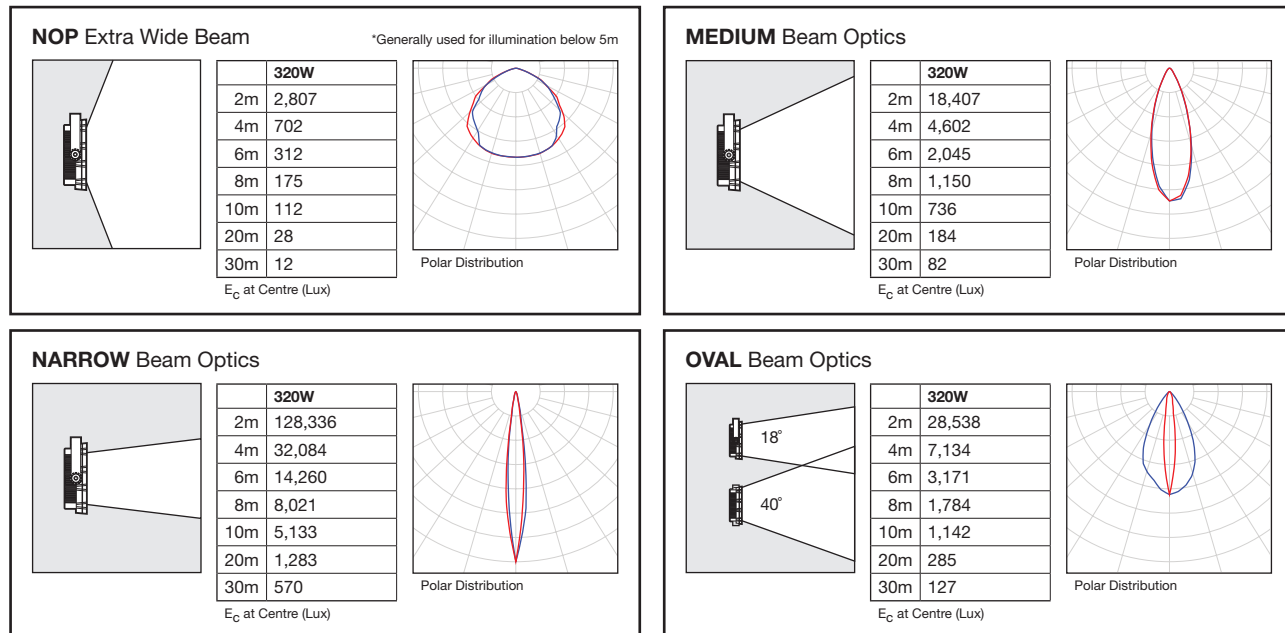 NOP Extra Wide Beam
*Generally used for illumination below 5m
320W
2m 2,807
4m 702
6m 312
8m 175
10m 112
20m 28
30m 12
Polar Distribution
EC at Centre (Lux)
MEDIUM Beam Optics
320W
2m 18,407
4m 4,602
6m 2,045
8m 1,150
10m 736
20m 184
30m 82
Polar Distribution
EC at Centre (Lux)
NARROW Beam Optics
320W
2m 128,336
4m 32,084
6m 14,260
8m 8,021
10m 5,133
20m 1,283
30m 570
Polar Distribution
EC at Centre (Lux)
OVAL Beam Optics
18°
40°
320W
2m 28,538
4m 7,134
6m 3,171
8m 1,784
10m 1,142
20m 285
30m 127
Polar Distribution
EC at Centre (Lux)